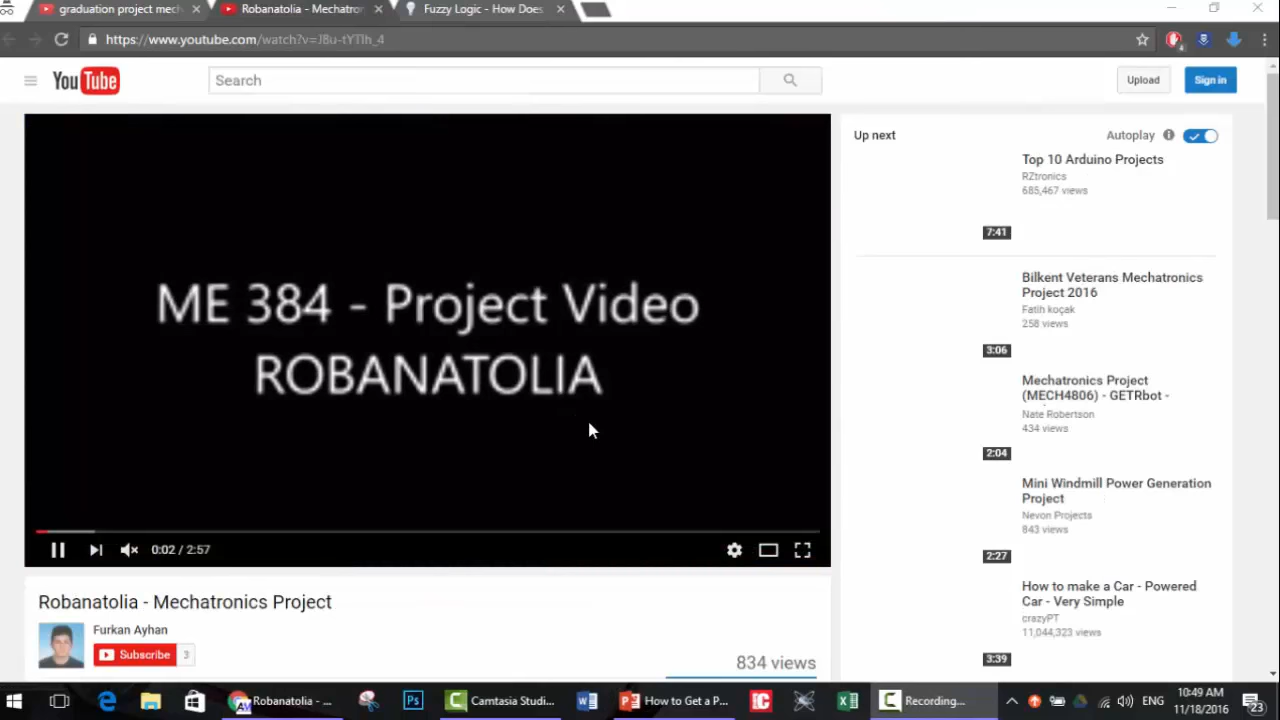 graduation project mech
Robanatolia - Mechatron
Fuzzy Logic - How Does
https://www.youtube.com/watch?v=J8u-tYTlh_4
4
YouTube
Search
Upload
Sign in
ME 384 - Project Video
ROBANATOLIA
0:02 / 2:57
Robanatolia - Mechatronics Project
Furkan Ayhan
Subscribe
3
834 views
Up next
Autoplay
Top 10 Arduino Projects
RZtronics
685,467 views
7:41
Bilkent Veterans Mechatronics
Project 2016
Fatih koçak
258 views
3:06
Mechatronics Project
(MECH4806) - GETRbot -
Nate Robertson
434 views
2:04
Mini Windmill Power Generation
Project
Nevon Projects
843 views
2:27
How to make a Car - Powered
Car - Very Simple
crazyPT
11,044,323 views
3:39
Robanatolia - ...
Ps
Camtasia Studi...
How to Get a P...
Recording...
ENG
10:49 AM
11/18/2016
23